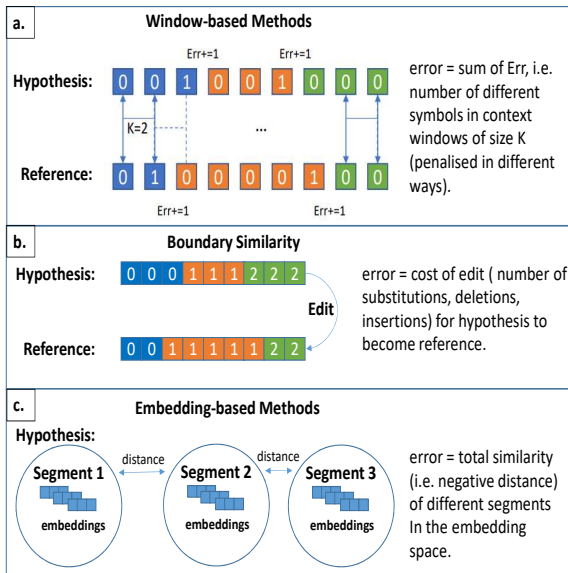 a.
Window-based Methods
Err+=1 Err+=1
Hypothesis: 0 0 1 0 0 1 0 0 0
K=2
...
Reference: 0 1 0 0 0 0 1 0 0
Err+=1 Err+=1
error = sum of Err, i.e.
number of different
symbols in context
windows of size K
(penalised in different
ways).
b.
Boundary Similarity
Hypothesis: 0 0 0 1 1 1 2 2 2
Edit
Reference: 0 0 1 1 1 1 1 2 2
error = cost of edit ( number of
substitutions, deletions,
insertions) for hypothesis to
become reference.
c.
Embedding-based Methods
Hypothesis:
distance distance
Segment 1 Segment 2 Segment 3
embeddings embeddings embeddings
error = total similarity
(i.e. negative distance)
of different segments
In the embedding
space.